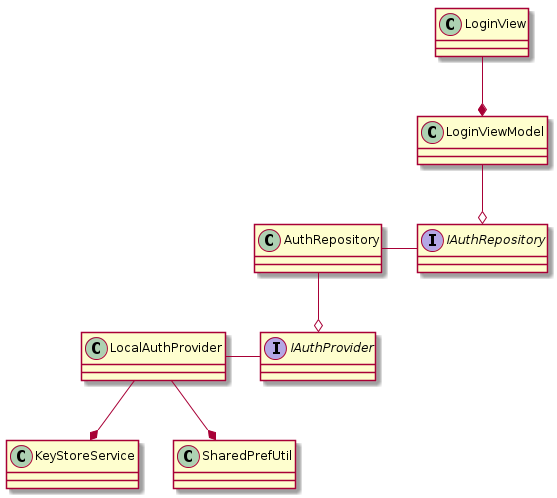 C LoginView
C LoginViewModel
C AuthRepository
I IAuthRepository
C LocalAuthProvider
I IAuthProvider
C KeyStoreService
C SharedPrefUtil